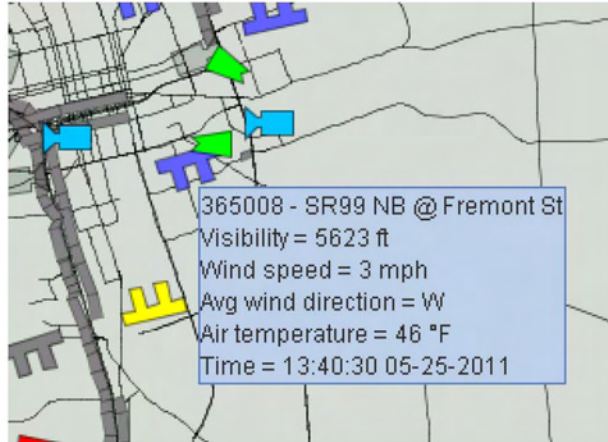 365008 - SR99 NB @ Fremont St
Visibility = 5623 ft
Wind speed = 3 mph
Avg wind direction = W
Air temperature = 46 °F
Time = 13:40:30 05-25-2011